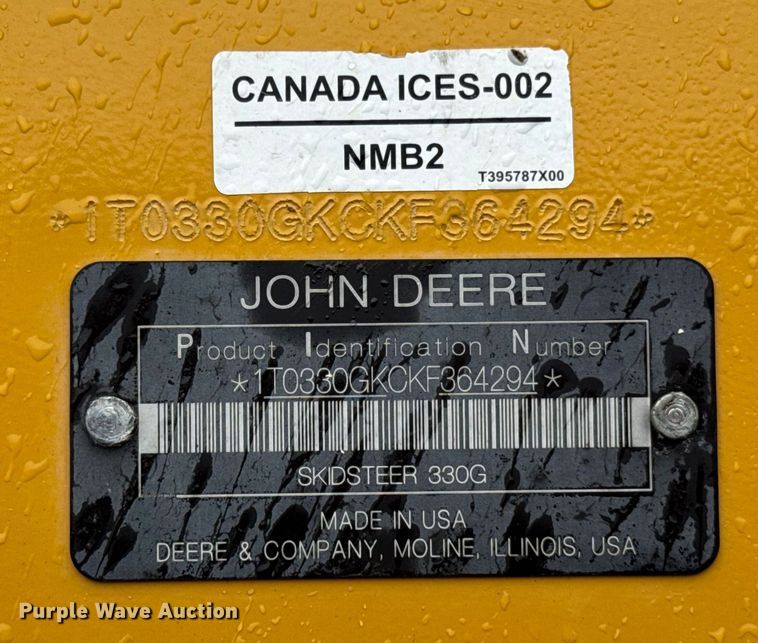 CANADA ICES-002
NMB2
T395787X00
*1T0330GKCKF364294*
JOHN DEERE
Product Identification Number
*1T0330GKCKF364294*
SKIDSTEER 330G
MADE IN USA
DEERE & COMPANY, MOLINE, ILLINOIS, USA
Purple Wave Auction